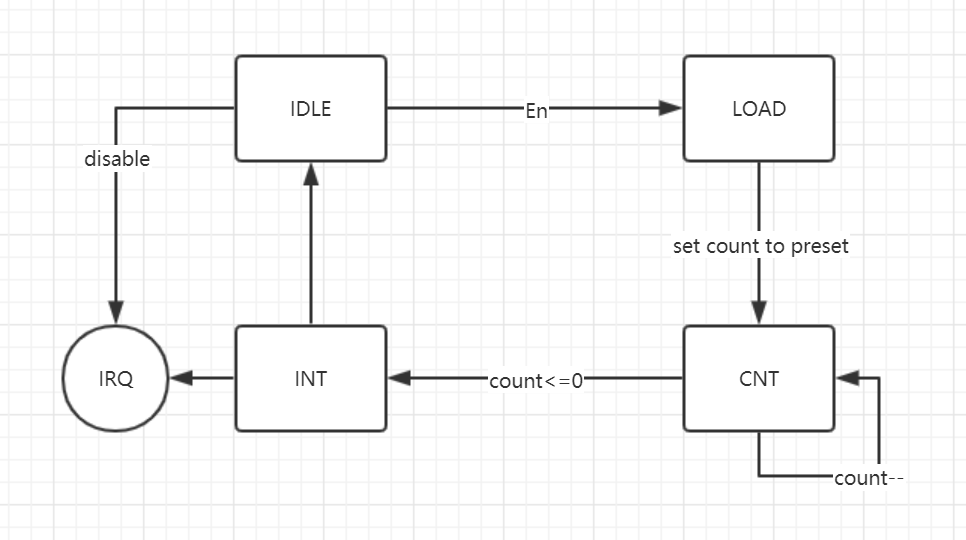 IDLE
En
LOAD
disable
set count to preset
IRQ
INT
count<=0
CNT
count--